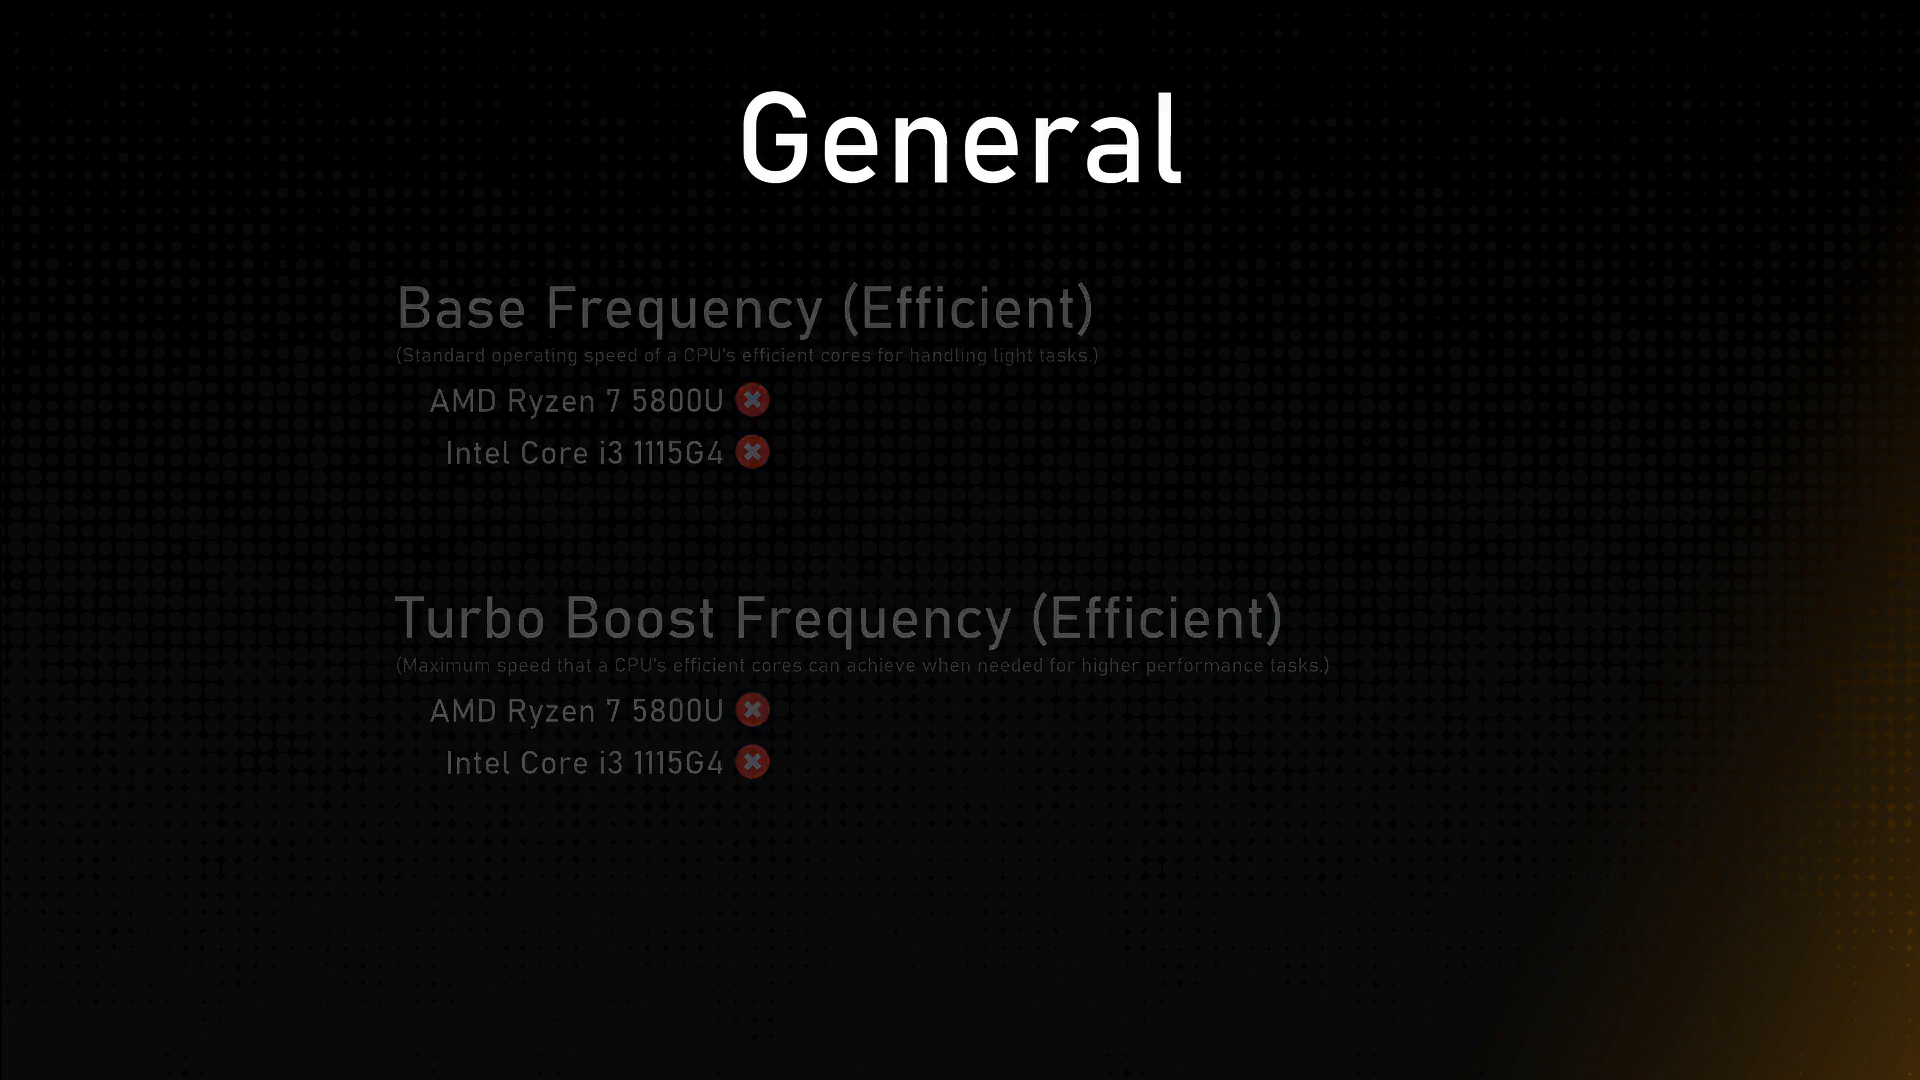 General
Base Frequency (Efficient)
(Standard operating speed of a CPU's efficient cores for handling light tasks.)
AMD Ryzen 7 5800U
Intel Core i3 1115G4
Turbo Boost Frequency (Efficient)
(Maximum speed that a CPU's efficient cores can achieve when needed for higher performance tasks.)
AMD Ryzen 7 5800U
Intel Core i3 1115G4